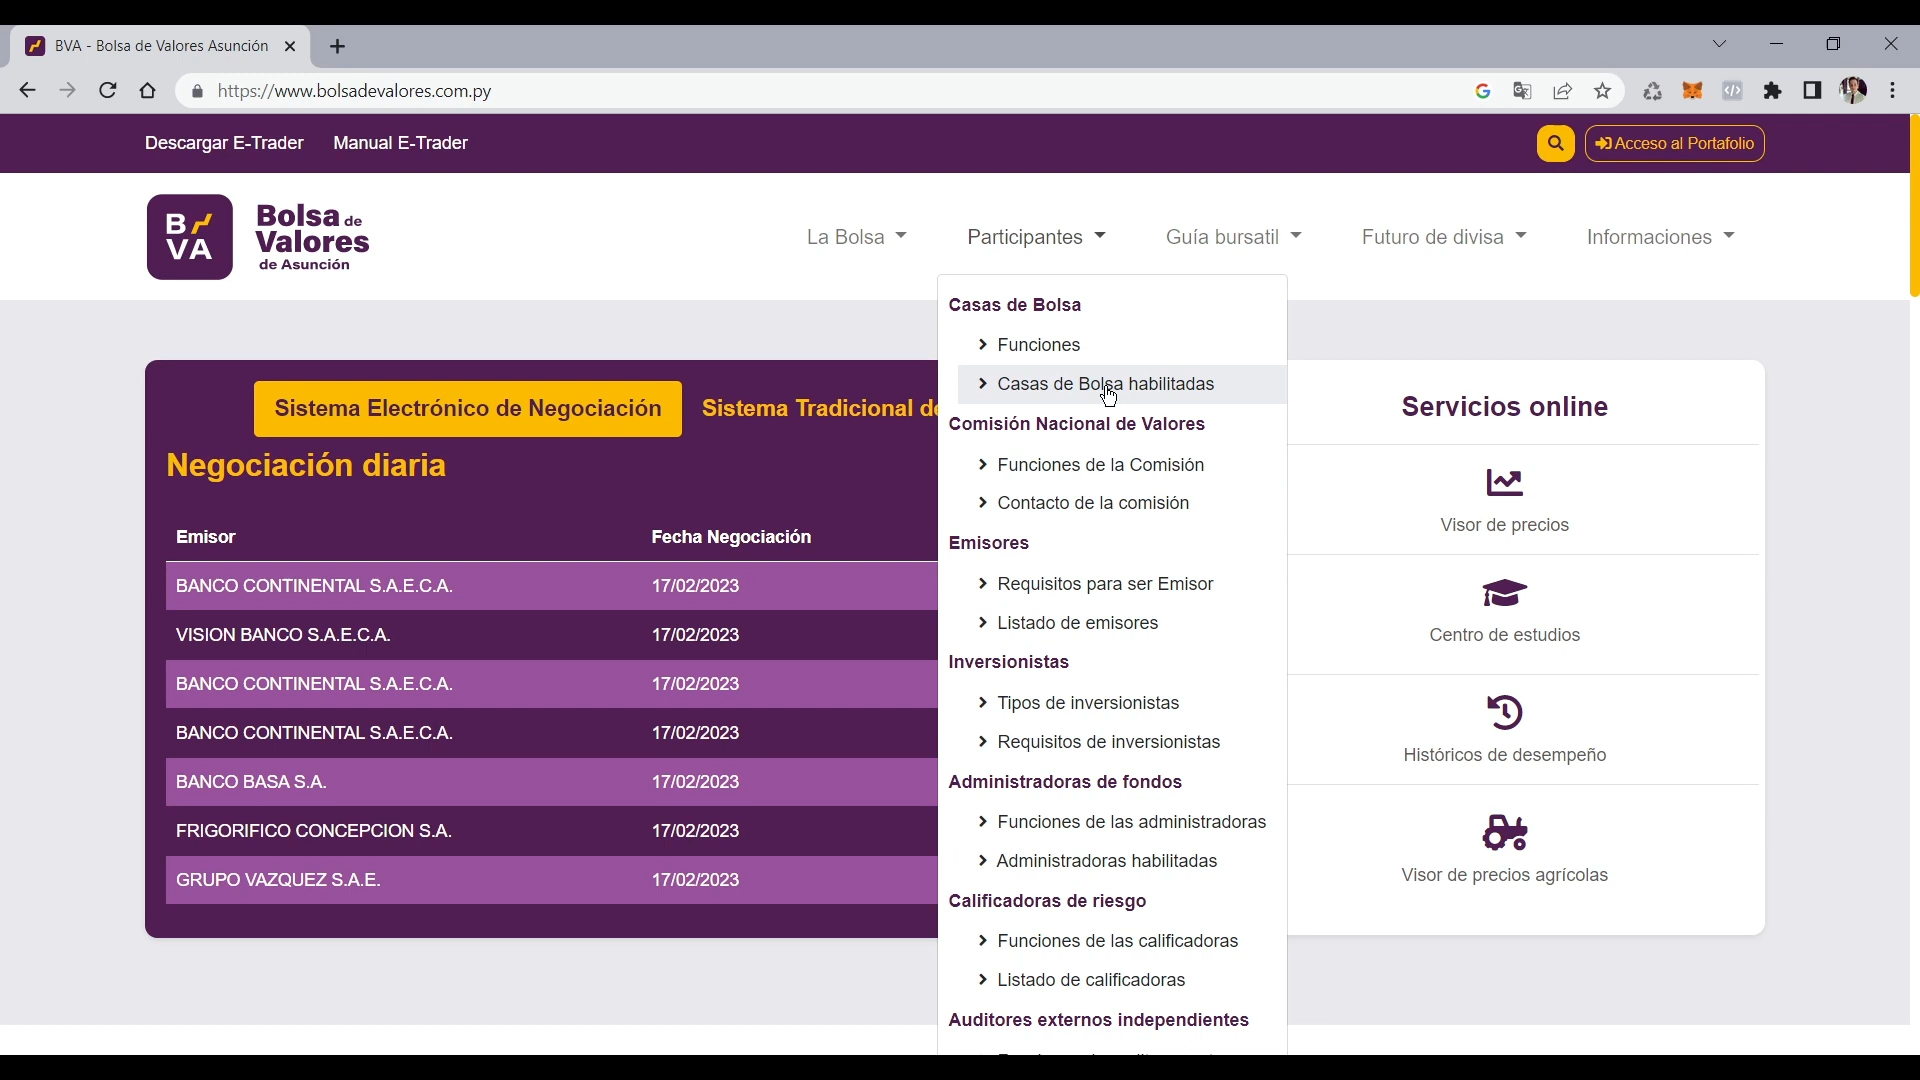 BVA - Bolsa de Valores Asunción
https://www.bolsadevalores.com.py
Descargar E-Trader
Manual E-Trader
Acceso al Portafolio
B VA
Bolsa de
Valores
de Asunción
La Bolsa
Participantes
Guía bursatil
Futuro de divisa
Informaciones
Casas de Bolsa
Funciones
Casas de Bolsa habilitadas
Comisión Nacional de Valores
Funciones de la Comisión
Contacto de la comisión
Emisores
Requisitos para ser Emisor
Listado de emisores
Inversionistas
Tipos de inversionistas
Requisitos de inversionistas
Administradoras de fondos
Funciones de las administradoras
Administradoras habilitadas
Calificadoras de riesgo
Funciones de las calificadoras
Listado de calificadoras
Auditores externos independientes
Sistema Electrónico de Negociación
Sistema Tradicional de
Negociación diaria
Emisor Fecha Negociación
BANCO CONTINENTAL S.A.E.C.A. 17/02/2023
VISION BANCO S.A.E.C.A. 17/02/2023
BANCO CONTINENTAL S.A.E.C.A. 17/02/2023
BANCO CONTINENTAL S.A.E.C.A. 17/02/2023
BANCO BASA S.A. 17/02/2023
FRIGORIFICO CONCEPCION S.A. 17/02/2023
GRUPO VAZQUEZ S.A.E. 17/02/2023
Servicios online
Visor de precios
Centro de estudios
Históricos de desempeño
Visor de precios agrícolas